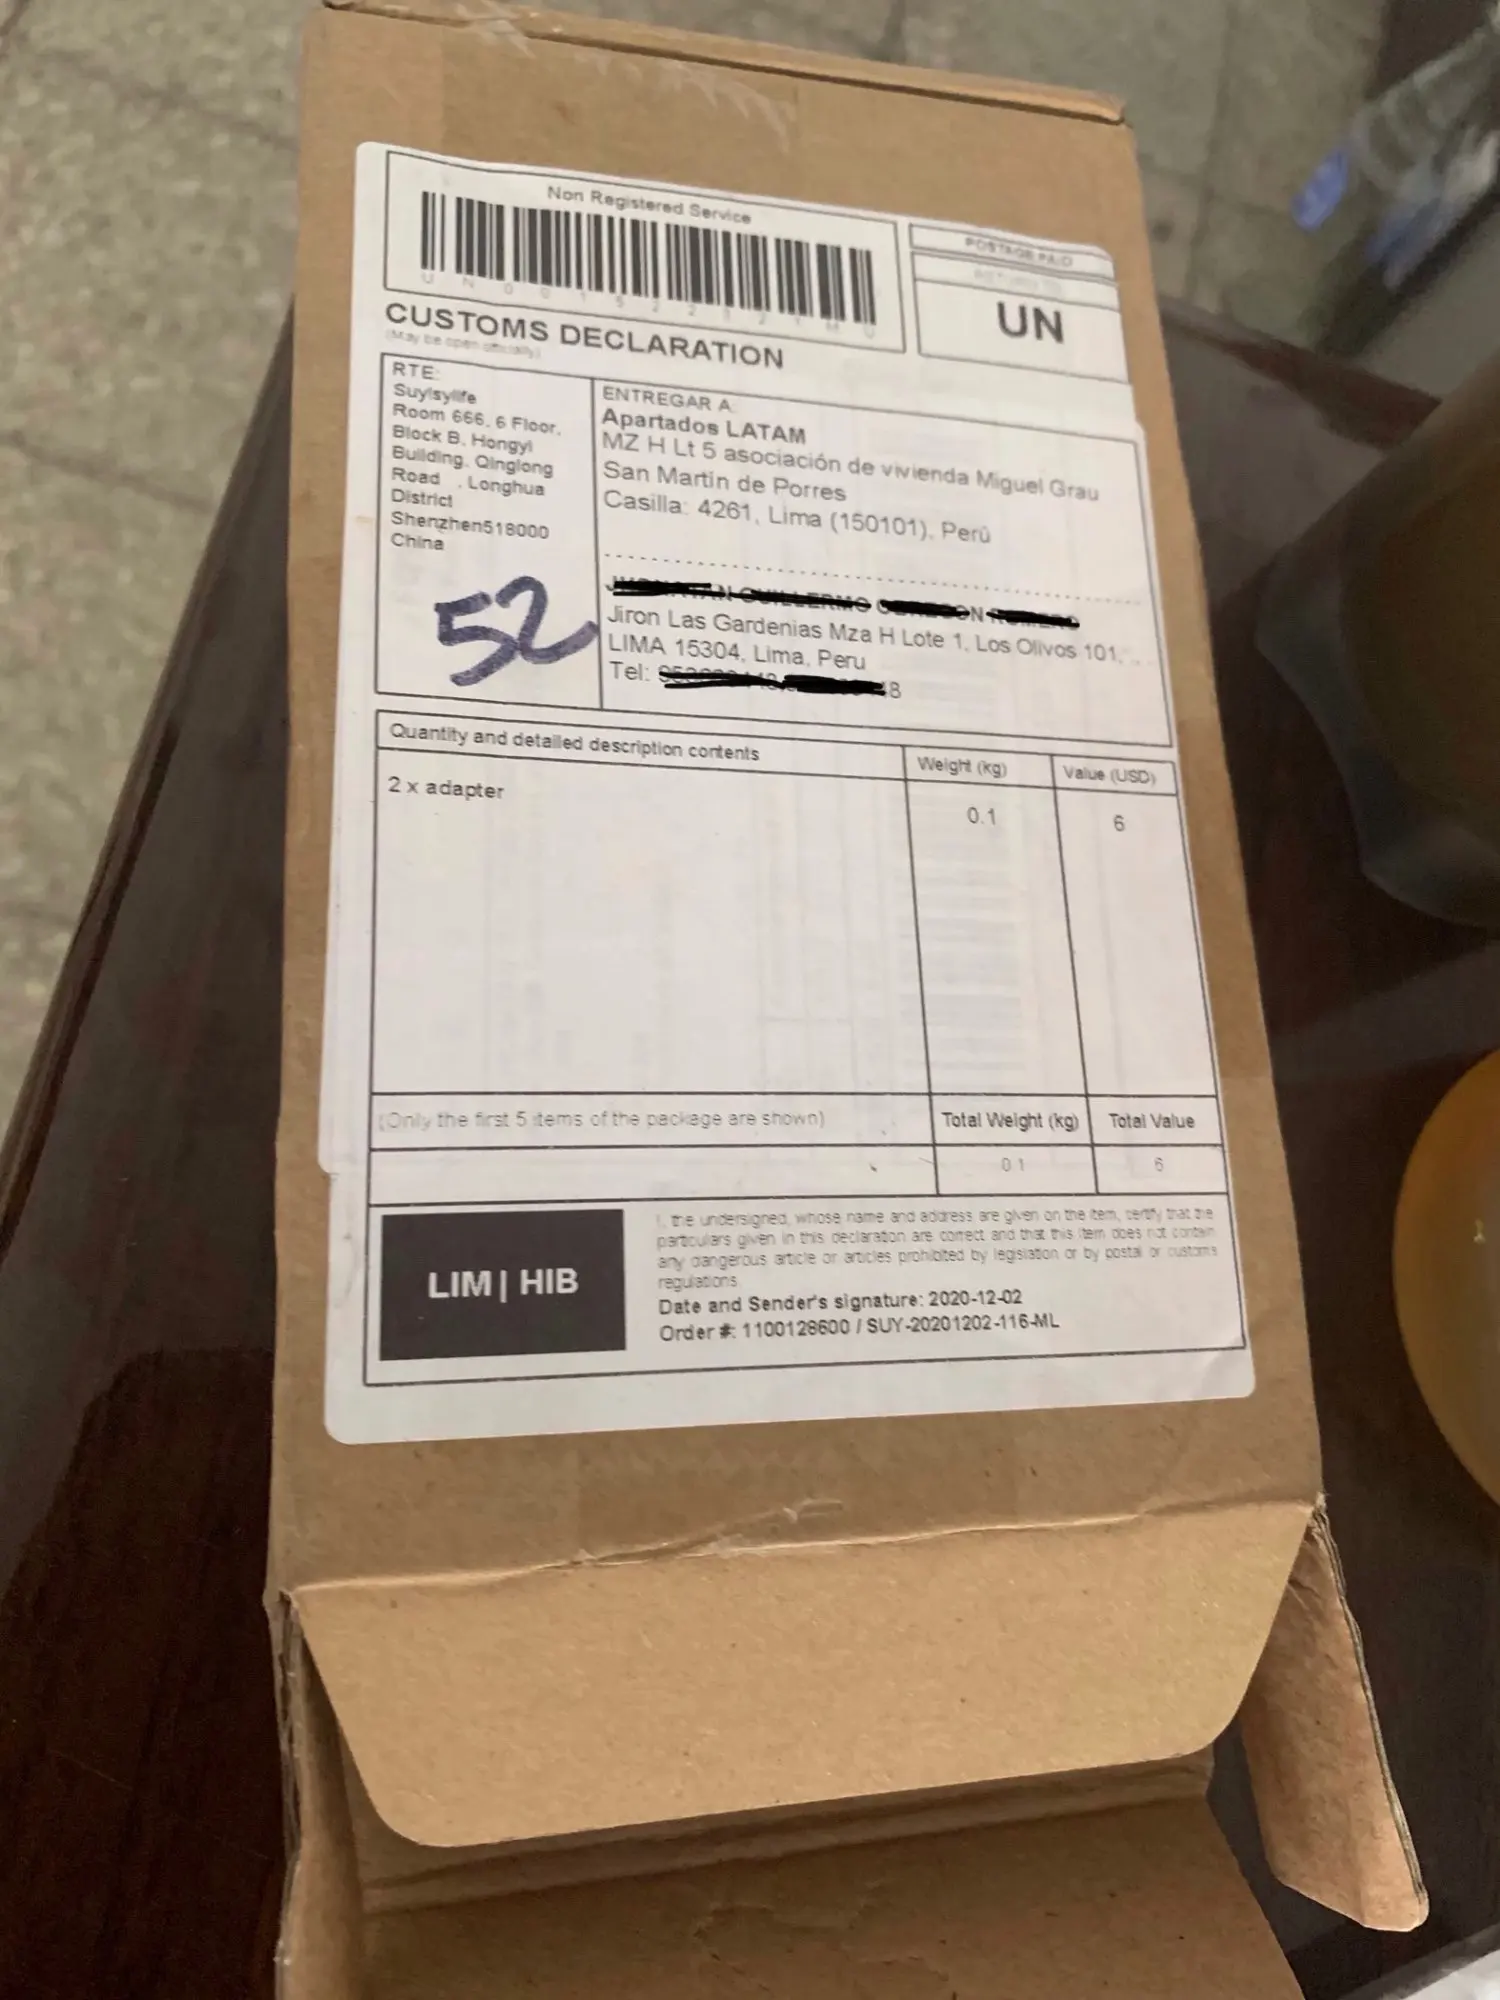 Non Registered Service
POSTAGE PAID
UN
CUSTOMS DECLARATION
(May be open officially)
RTE:
Suylsylife
Room 666, 6 Floor,
Block B, Hongyi
Building, Qinglong
Road , Longhua
District
Shenzhen518000
China
52
ENTREGAR A:
Apartados LATAM
MZ H Lt 5 asociación de vivienda Miguel Grau
San Martin de Porres
Casilla: 4261, Lima (150101), Perú
Jiron Las Gardenias Mza H Lote 1, Los Olivos 101,
LIMA 15304, Lima, Peru
Tel:
Quantity and detailed description contents
Weight (kg)
Value (USD)
2 x adapter
0.1
6
(Only the first 5 items of the package are shown)
Total Weight (kg)
Total Value
0.1
6
LIM | HIB
I, the undersigned, whose name and address are given on the item, certify that the
particulars given in this declaration are correct and that this item does not contain
any dangerous article or articles prohibited by legislation or by postal or customs
regulations
Date and Sender's signature: 2020-12-02
Order #: 1100128600 / SUY-20201202-116-ML